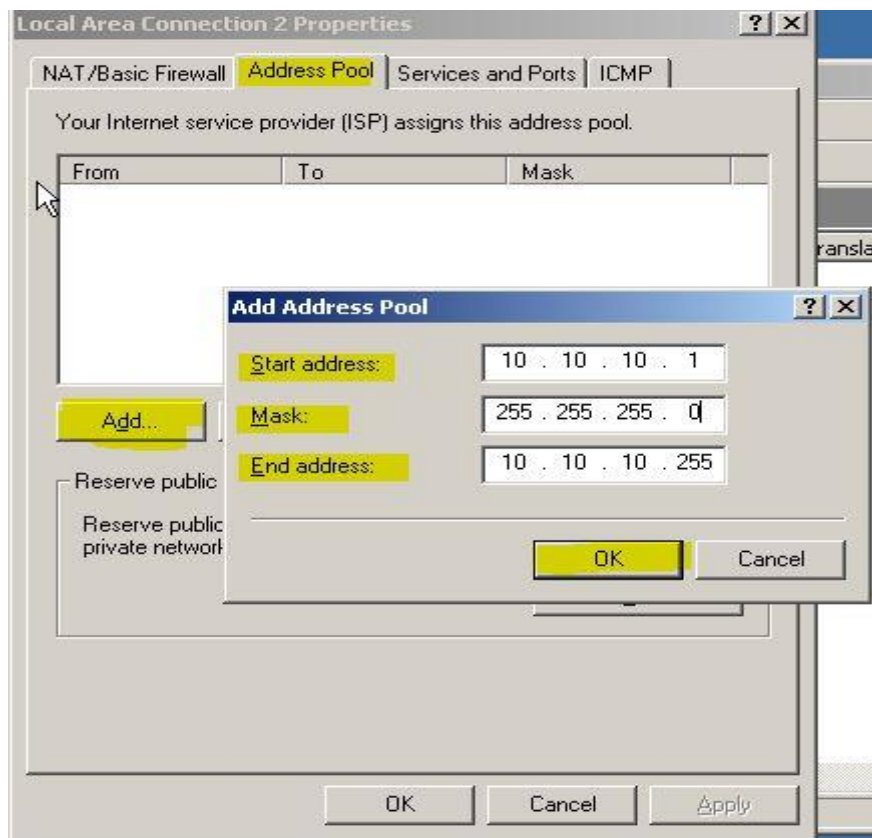 Local Area Connection 2 Properties
NAT/Basic Firewall Address Pool Services and Ports ICMP
Your Internet service provider (ISP) assigns this address pool.
From To Mask
Add Address Pool
Start address: 10 . 10 . 10 . 1
Mask: 255 . 255 . 255 . 0
End address: 10 . 10 . 10 . 255
OK Cancel
Add...
Reserve public
Reserve public
private network
OK Cancel Apply